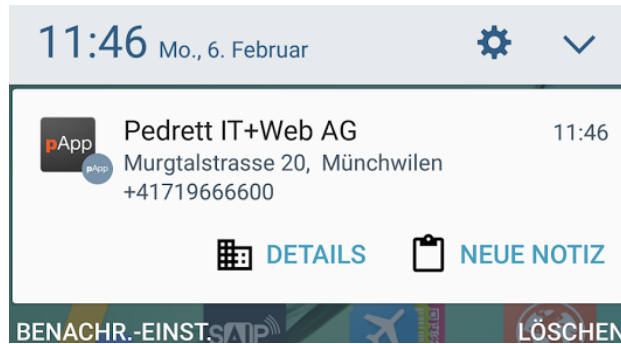 11:46 Mo., 6. Februar
pApp
pApp
Pedrett IT+Web AG 11:46
Murgtalstrasse 20, Münchwilen
+41719666600
DETAILS NEUE NOTIZ
BENACHR.-EINST. LÖSCHEN